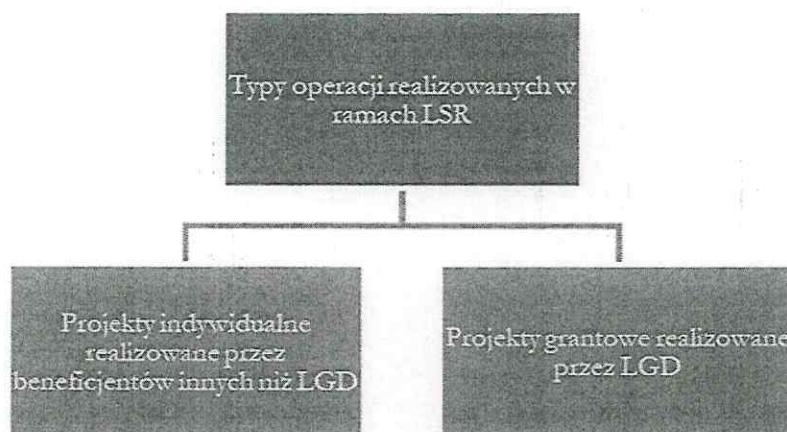 Typy operacji realizowanych w
ramach LSR
Projekty indywidualne
realizowane przez
beneficjentów innych niż LGD
Projekty grantowe realizowane
przez LGD